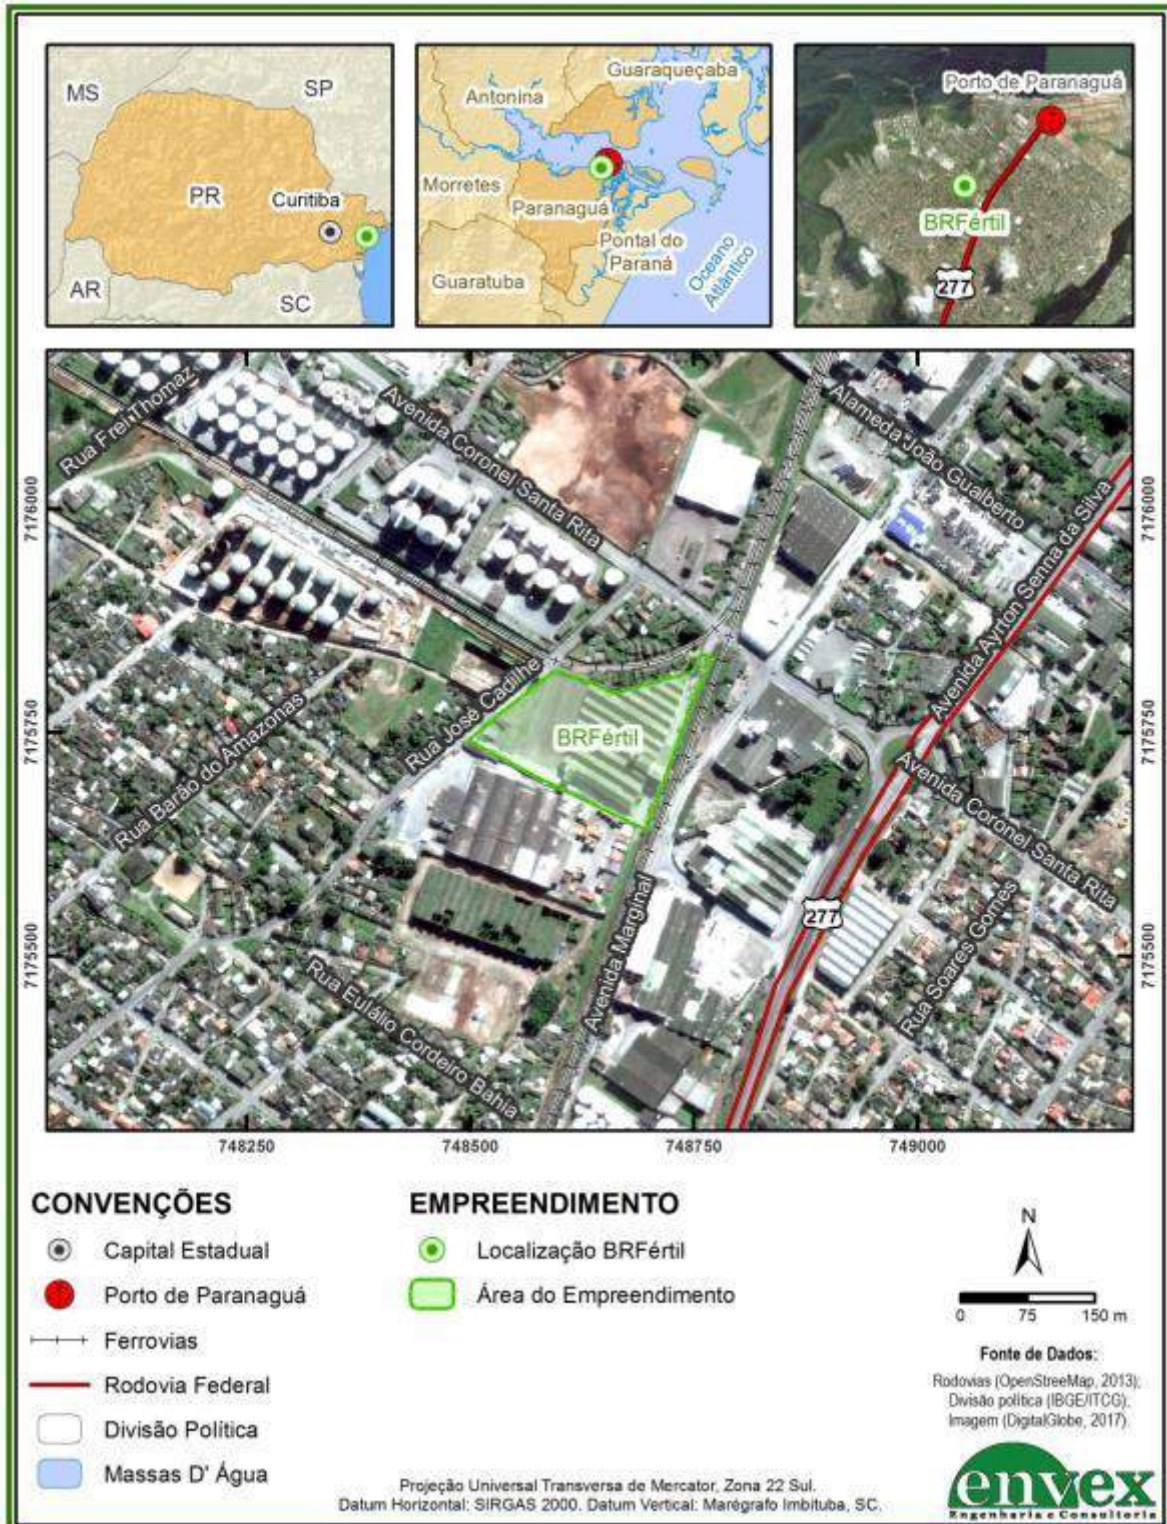 MS
SP
PR
Curitiba
AR
SC
Guaraqueçaba
Antonina
Morretes
Paranaguá
Pontal do
Paraná
Guaratuba
Oceano
Atlântico
Porto de Paranaguá
BRFértil
277
Rua Frei Thomaz
Avenida Coronel Santa Rita
Alameda João Gualberto
Avenida Ayrton Senna da Silva
Rua José Cadilhe
BRFértil
Rua Barão do Amazonas
Avenida Coronel Santa Rita
277
Avenida Marginal
Rua Soares Gomes
Rua Eulálio Cordeiro Bahia
7176000
7175750
7175500
7176000
7175750
7175500
748250
748500
748750
749000
CONVENÇÕES
Capital Estadual
Porto de Paranaguá
Ferrovias
Rodovia Federal
Divisão Política
Massas D' Água
EMPREENDIMENTO
Localização BRFértil
Área do Empreendimento
N
0 75 150 m
Fonte de Dados:
Rodovias (OpenStreeMap, 2013);
Divisão política (IBGE/ITCG);
Imagem (DigitalGlobe, 2017).
Projeção Universal Transversa de Mercator, Zona 22 Sul.
Datum Horizontal: SIRGAS 2000. Datum Vertical: Marégrafo Imbituba, SC.
envex
Engenharia e Consultoria